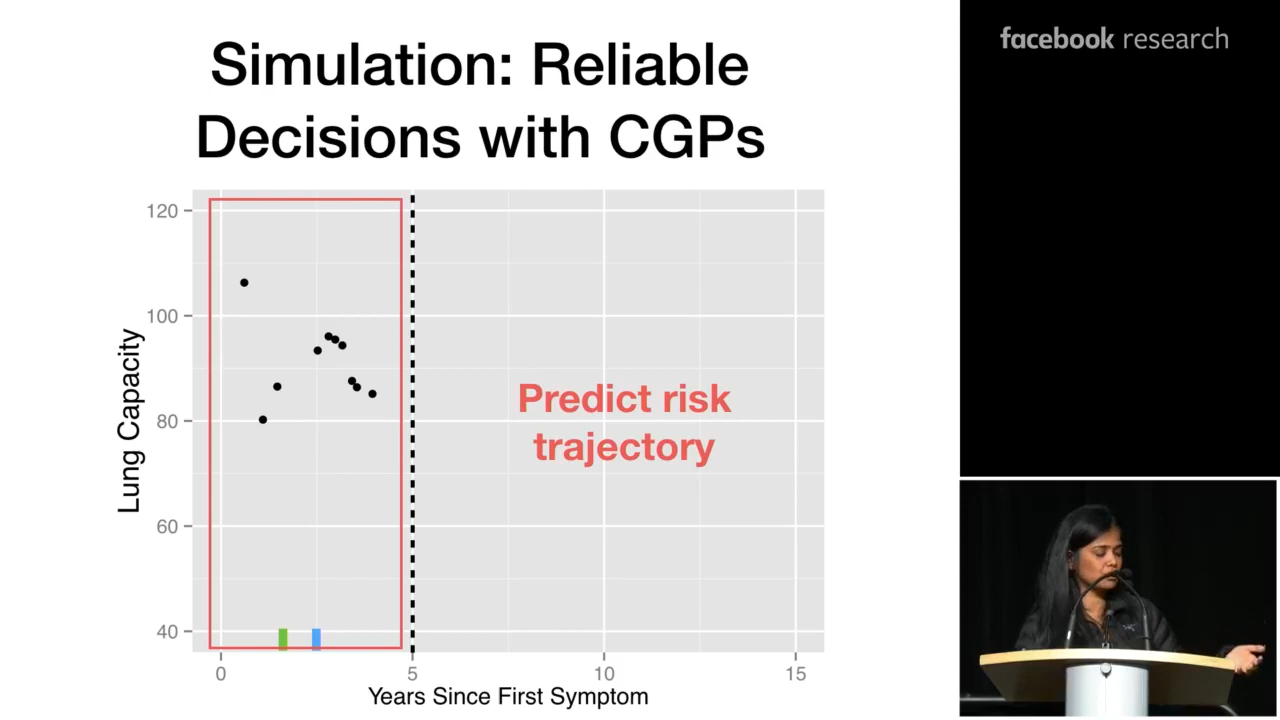 Simulation: Reliable
Decisions with CGPs
facebook research
120
100
80
60
40
Lung Capacity
Predict risk
trajectory
0
5
10
15
Years Since First Symptom